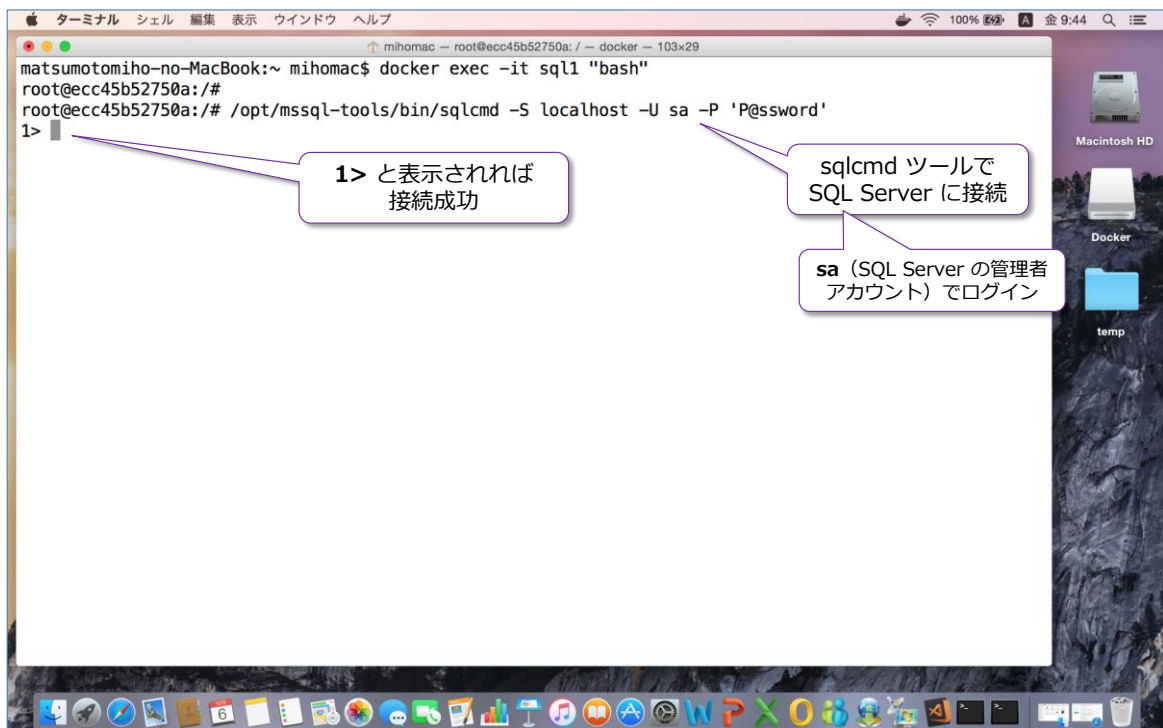 ターミナル シェル 編集 表示 ウインドウ ヘルプ 100% A 金9:44
mihomac — root@ecc45b52750a: / — docker — 103×29
matsumotomiho-no-MacBook:~ mihomac$ docker exec -it sql1 "bash"
root@ecc45b52750a:/#
root@ecc45b52750a:/# /opt/mssql-tools/bin/sqlcmd -S localhost -U sa -P 'P@ssword'
1>
1> と表示されれば
接続成功
sqlcmd ツールで
SQL Server に接続
sa（SQL Server の管理者
アカウント）でログイン
Macintosh HD
Docker
temp
6